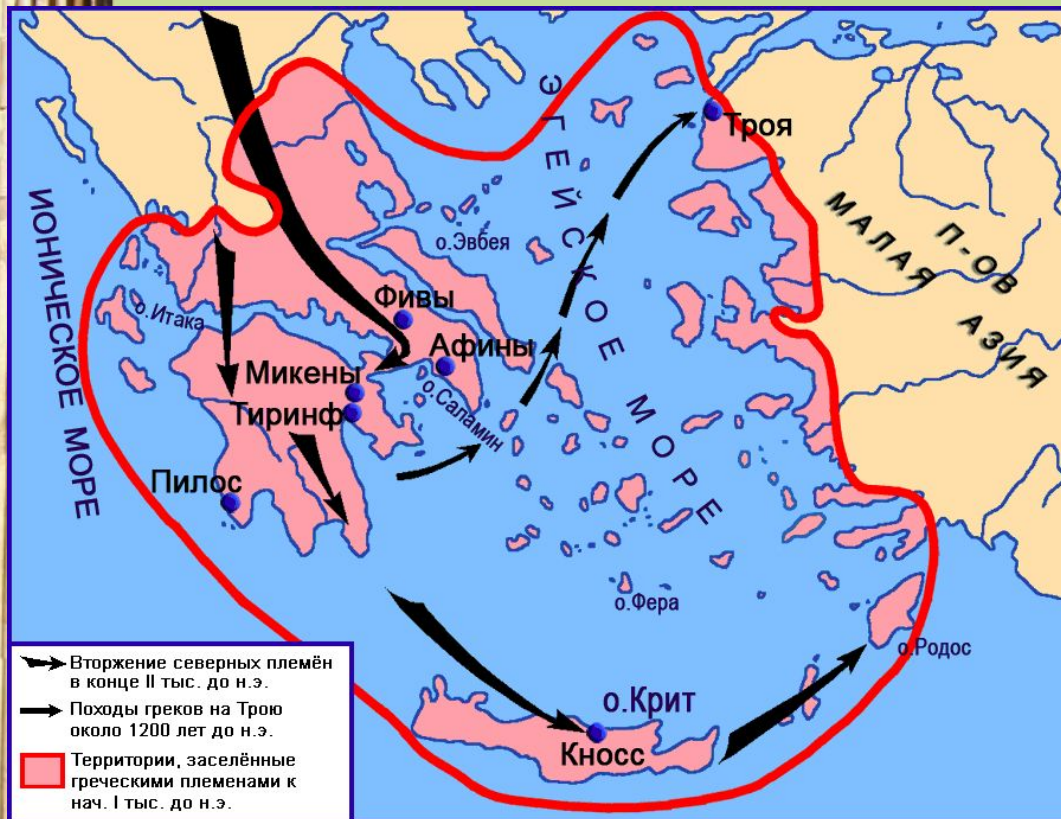 ЭГЕЙСКОЕ МОРЕ
Троя
ИОНИЧЕСКОЕ МОРЕ
П-ОВ
МАЛАЯ АЗИЯ
о.Эвбея
Фивы
о.Итака
Афины
Микены
о.Саламин
Тиринф
Пилос
о.Фера
о.Родос
о.Крит
Кносс
Вторжение северных племён
в конце II тыс. до н.э.
Походы греков на Трою
около 1200 лет до н.э.
Территории, заселённые
греческими племенами к
нач. I тыс. до н.э.